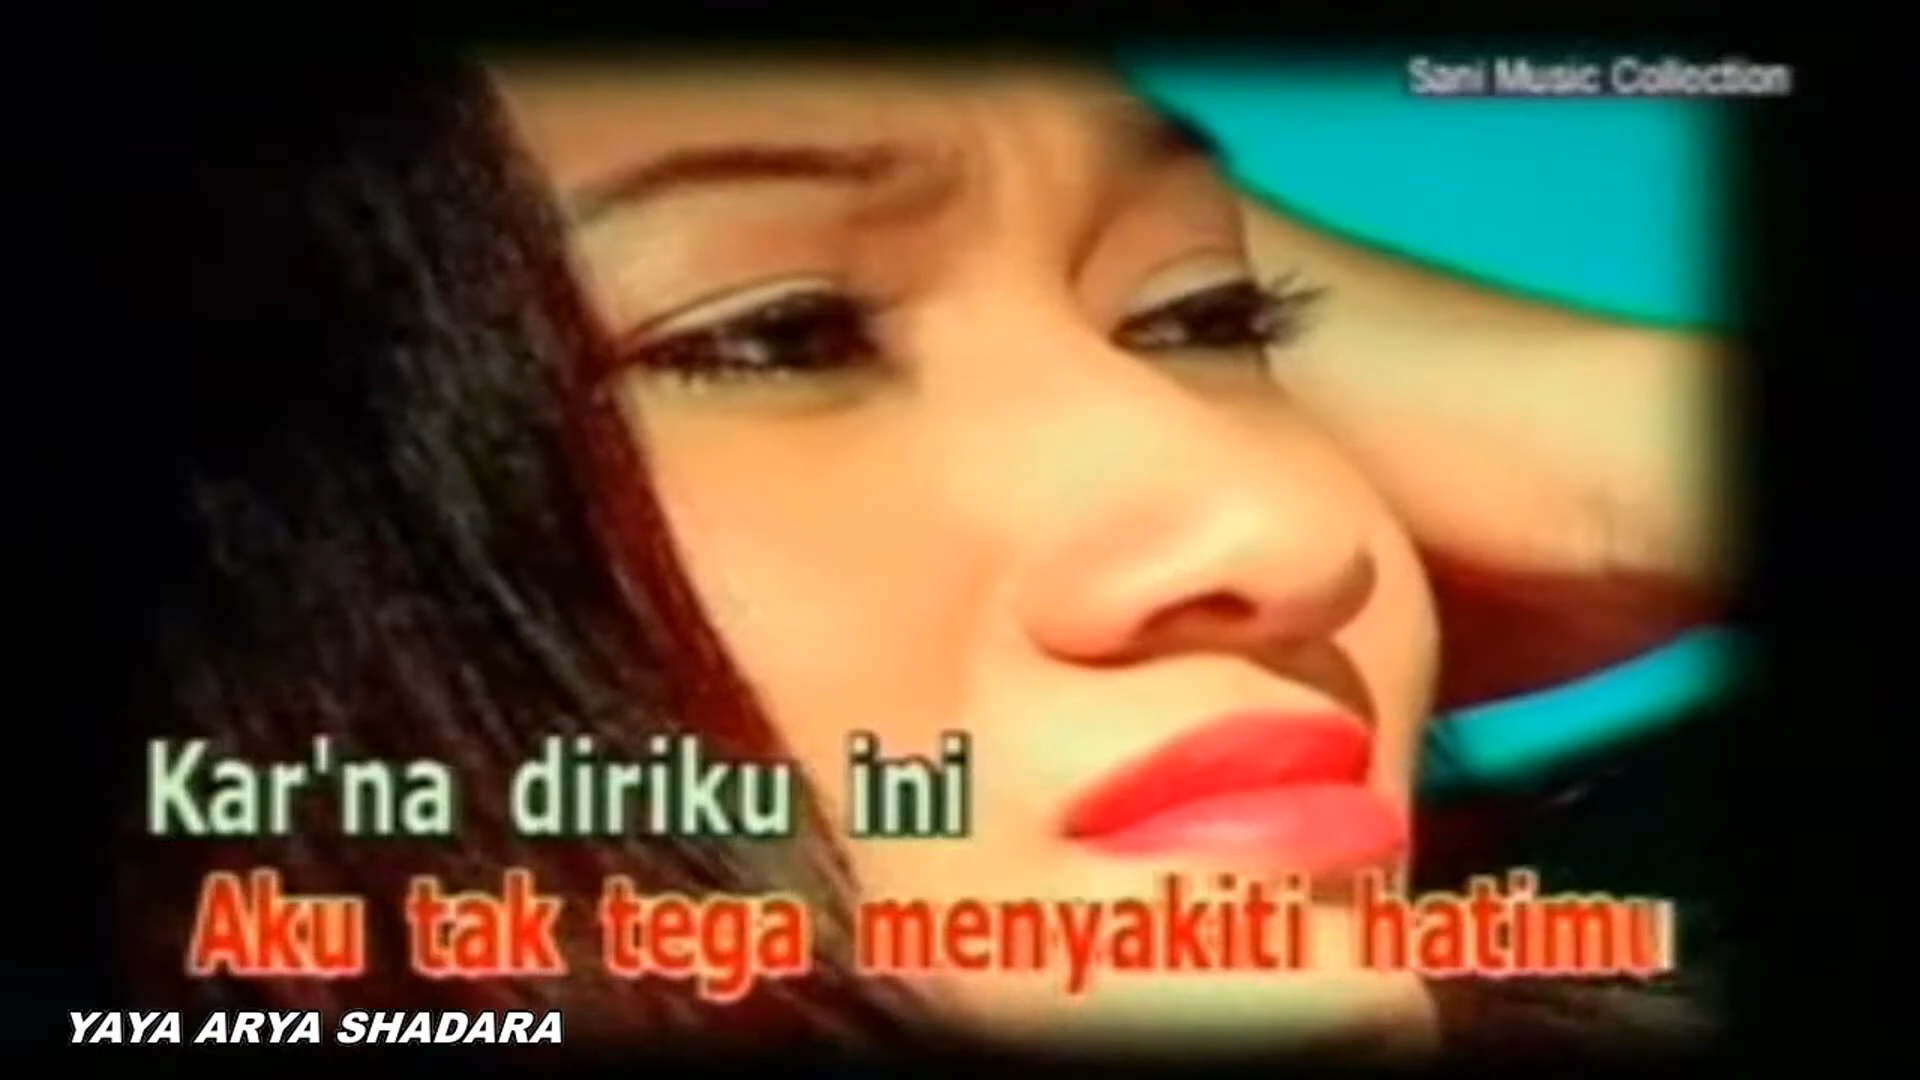 Sani Music Collection
Kar'na diriku ini
Aku tak tega menyakiti hatimu
YAYA ARYA SHADARA